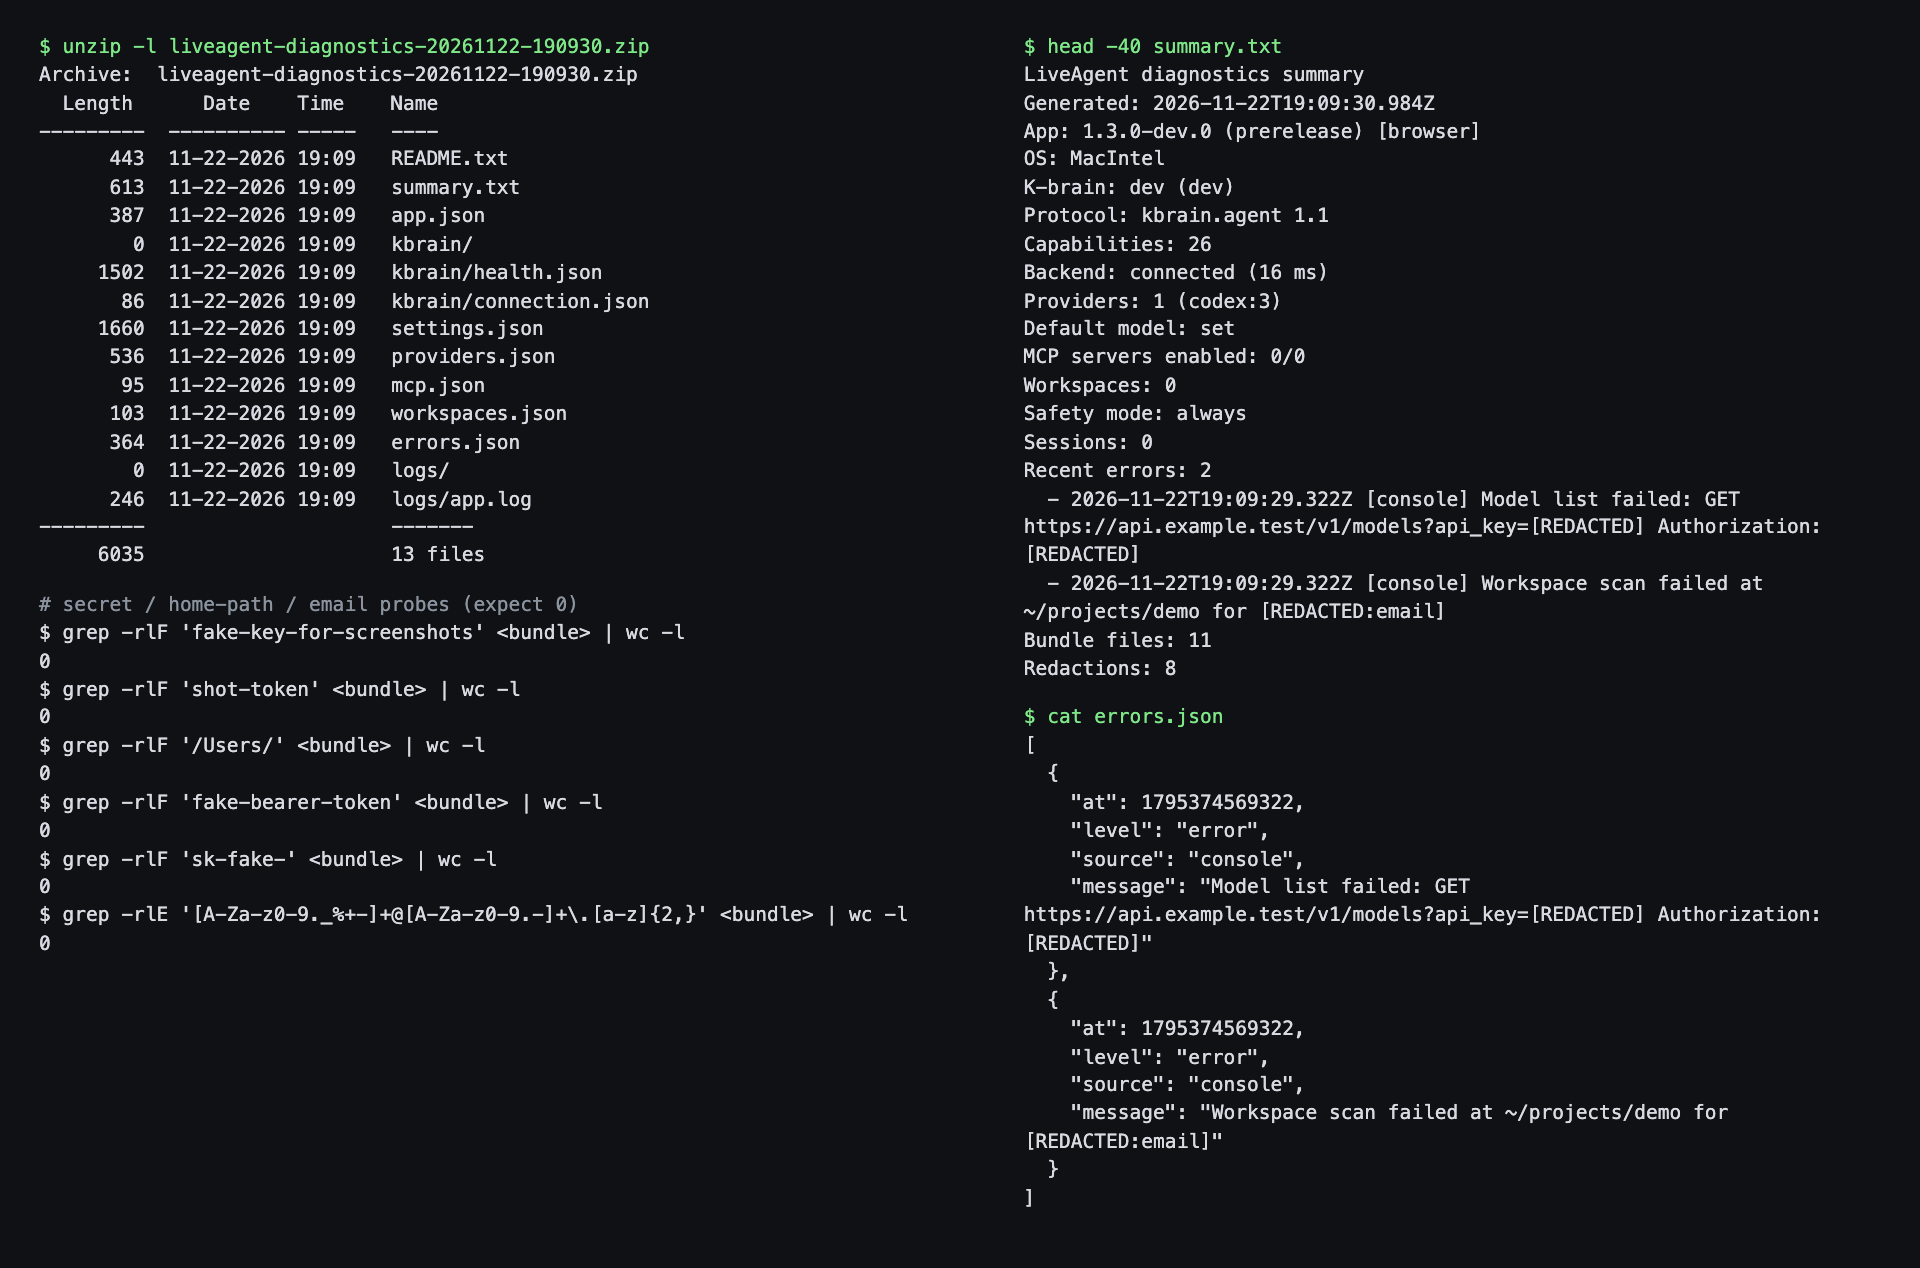 $ unzip -l liveagent-diagnostics-20261122-190930.zip
Archive:  liveagent-diagnostics-20261122-190930.zip
  Length      Date    Time    Name
---------  ---------- -----   ----
      443  11-22-2026 19:09   README.txt
      613  11-22-2026 19:09   summary.txt
      387  11-22-2026 19:09   app.json
        0  11-22-2026 19:09   kbrain/
     1502  11-22-2026 19:09   kbrain/health.json
       86  11-22-2026 19:09   kbrain/connection.json
     1660  11-22-2026 19:09   settings.json
      536  11-22-2026 19:09   providers.json
       95  11-22-2026 19:09   mcp.json
      103  11-22-2026 19:09   workspaces.json
      364  11-22-2026 19:09   errors.json
        0  11-22-2026 19:09   logs/
      246  11-22-2026 19:09   logs/app.log
---------                     -------
     6035                     13 files
# secret / home-path / email probes (expect 0)
$ grep -rlF 'fake-key-for-screenshots' <bundle> | wc -l
0
$ grep -rlF 'shot-token' <bundle> | wc -l
0
$ grep -rlF '/Users/' <bundle> | wc -l
0
$ grep -rlF 'fake-bearer-token' <bundle> | wc -l
0
$ grep -rlF 'sk-fake-' <bundle> | wc -l
0
$ grep -rlE '[A-Za-z0-9._%+-]+@[A-Za-z0-9.-]+\.[a-z]{2,}' <bundle> | wc -l
0
$ head -40 summary.txt
LiveAgent diagnostics summary
Generated: 2026-11-22T19:09:30.984Z
App: 1.3.0-dev.0 (prerelease) [browser]
OS: MacIntel
K-brain: dev (dev)
Protocol: kbrain.agent 1.1
Capabilities: 26
Backend: connected (16 ms)
Providers: 1 (codex:3)
Default model: set
MCP servers enabled: 0/0
Workspaces: 0
Safety mode: always
Sessions: 0
Recent errors: 2
  - 2026-11-22T19:09:29.322Z [console] Model list failed: GET
https://api.example.test/v1/models?api_key=[REDACTED] Authorization:
[REDACTED]
  - 2026-11-22T19:09:29.322Z [console] Workspace scan failed at
~/projects/demo for [REDACTED:email]
Bundle files: 11
Redactions: 8
$ cat errors.json
[
  {
    "at": 1795374569322,
    "level": "error",
    "source": "console",
    "message": "Model list failed: GET
https://api.example.test/v1/models?api_key=[REDACTED] Authorization:
[REDACTED]"
  },
  {
    "at": 1795374569322,
    "level": "error",
    "source": "console",
    "message": "Workspace scan failed at ~/projects/demo for
[REDACTED:email]"
  }
]